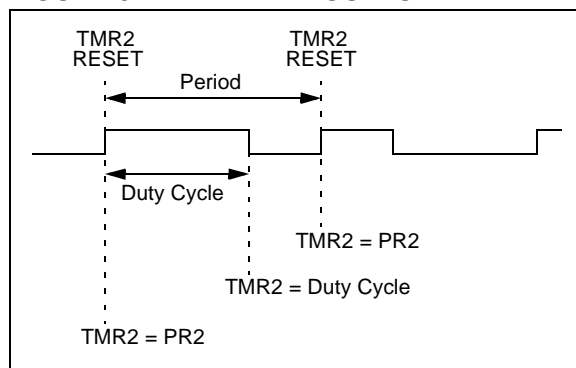 TMR2 TMR2
RESET RESET
Period
Duty Cycle
TMR2 = PR2
TMR2 = Duty Cycle
TMR2 = PR2